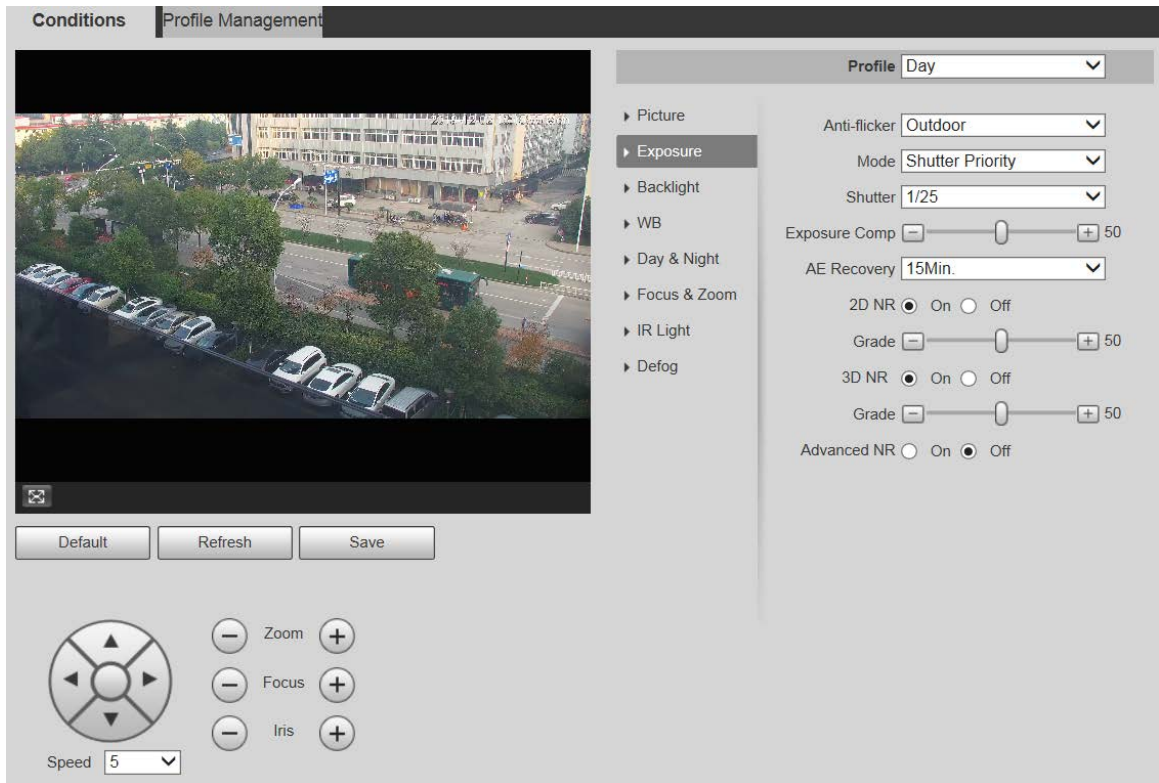 Conditions
Profile Management
Profile Day
Picture
Exposure
Backlight
WB
Day & Night
Focus & Zoom
IR Light
Defog
Anti-flicker Outdoor
Mode Shutter Priority
Shutter 1/25
Exposure Comp 50
AE Recovery 15Min.
2D NR On Off
Grade 50
3D NR On Off
Grade 50
Advanced NR On Off
Default
Refresh
Save
Zoom
Focus
Iris
Speed 5